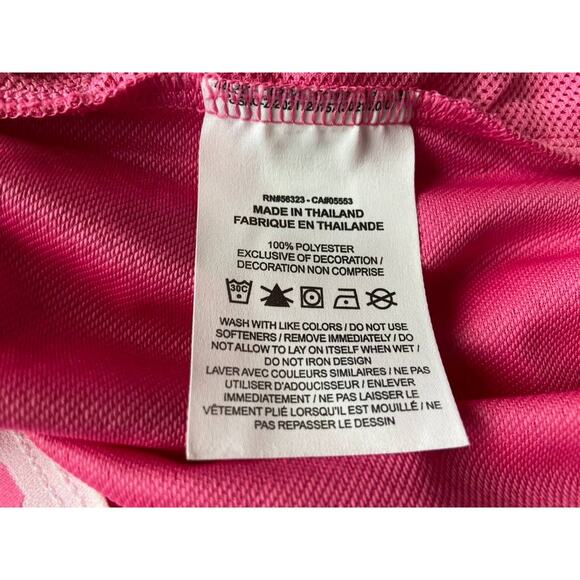 RN#56323 - CA#05553
MADE IN THAILAND
FABRIQUE EN THAILANDE
100% POLYESTER
EXCLUSIVE OF DECORATION /
DECORATION NON COMPRISE
30C
WASH WITH LIKE COLORS / DO NOT USE
SOFTENERS / REMOVE IMMEDIATELY / DO
NOT ALLOW TO LAY ON ITSELF WHEN WET /
DO NOT IRON DESIGN
LAVER AVEC COULEURS SIMILAIRES / NE PAS
UTILISER D'ADOUCISSEUR / ENLEVER
IMMEDIATEMENT / NE PAS LAISSER LE
VÊTEMENT PLIÉ LORSQU'IL EST MOUILLÉ / NE
PAS REPASSER LE DESSIN